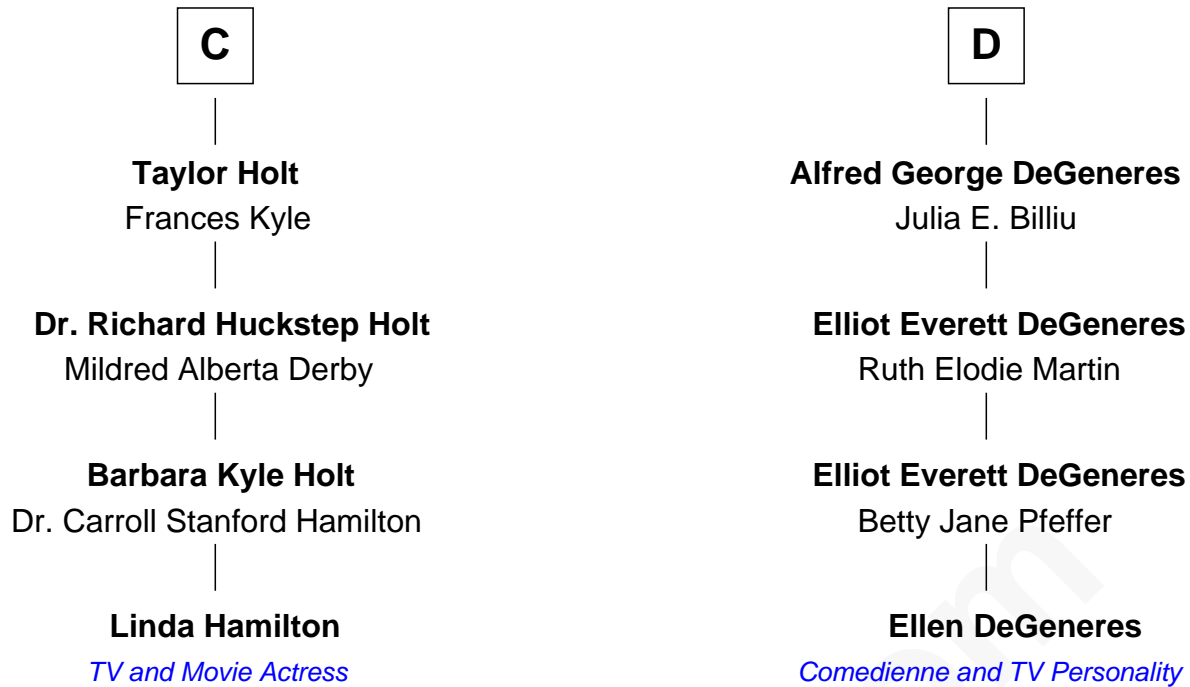 C
Taylor Holt
Frances Kyle
Dr. Richard Huckstep Holt
Mildred Alberta Derby
Barbara Kyle Holt
Dr. Carroll Stanford Hamilton
Linda Hamilton
TV and Movie Actress
D
Alfred George DeGeneres
Julia E. Billiu
Elliot Everett DeGeneres
Ruth Elodie Martin
Elliot Everett DeGeneres
Betty Jane Pfeffer
Ellen DeGeneres
Comedienne and TV Personality
om